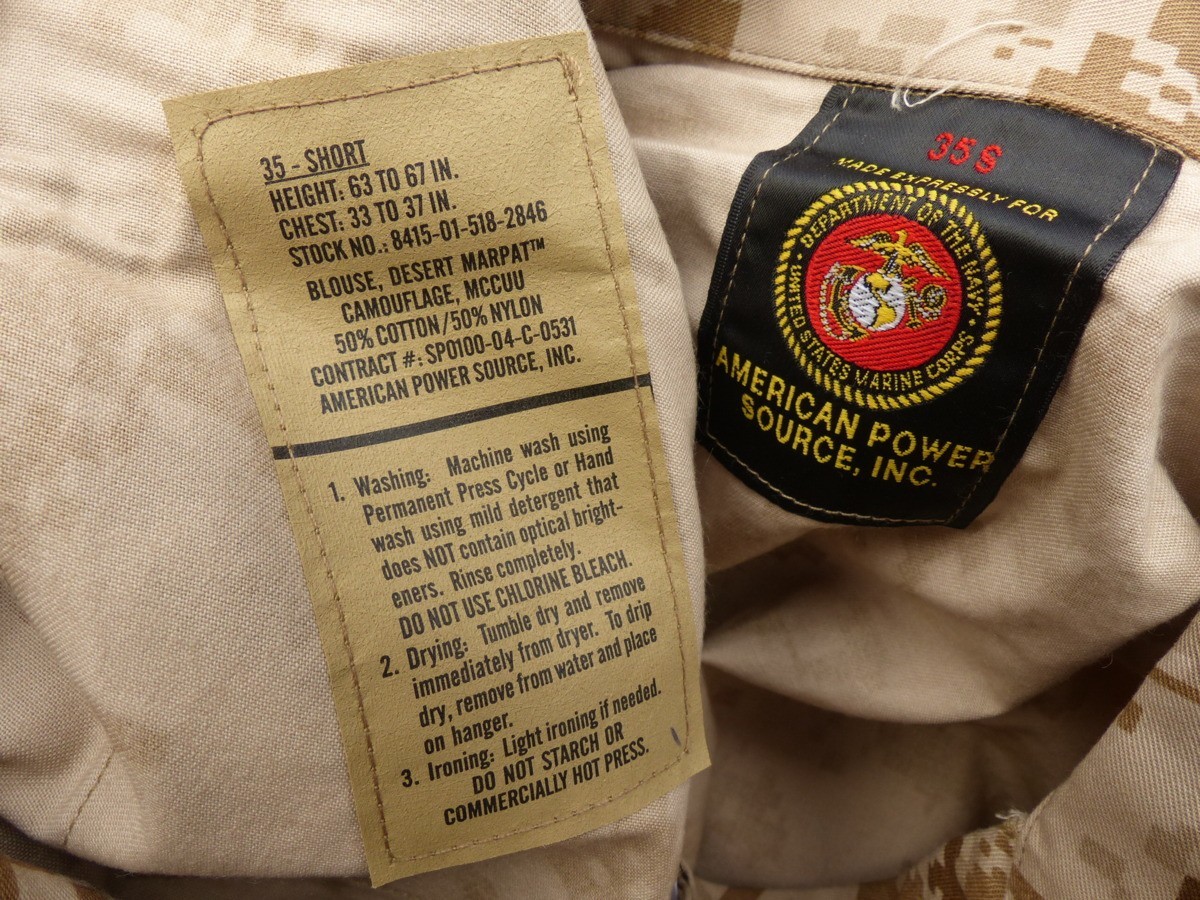 35 - SHORT
HEIGHT: 63 TO 67 IN.
CHEST: 33 TO 37 IN.
STOCK NO.: 8415-01-518-2846
BLOUSE, DESERT MARPAT™
CAMOUFLAGE, MCCUU
50% COTTON/50% NYLON
CONTRACT #: SPO100-04-C-0531
AMERICAN POWER SOURCE, INC.
1. Washing: Machine wash using
Permanent Press Cycle or Hand
wash using mild detergent that
does NOT contain optical bright-
eners. Rinse completely.
DO NOT USE CHLORINE BLEACH.
2. Drying: Tumble dry and remove
immediately from dryer. To drip
dry, remove from water and place
on hanger.
3. Ironing: Light ironing if needed.
DO NOT STARCH OR
COMMERCIALLY HOT PRESS.
35S
MADE EXPRESSLY FOR
DEPARTMENT OF THE NAVY
UNITED STATES MARINE CORPS
AMERICAN POWER
SOURCE, INC.